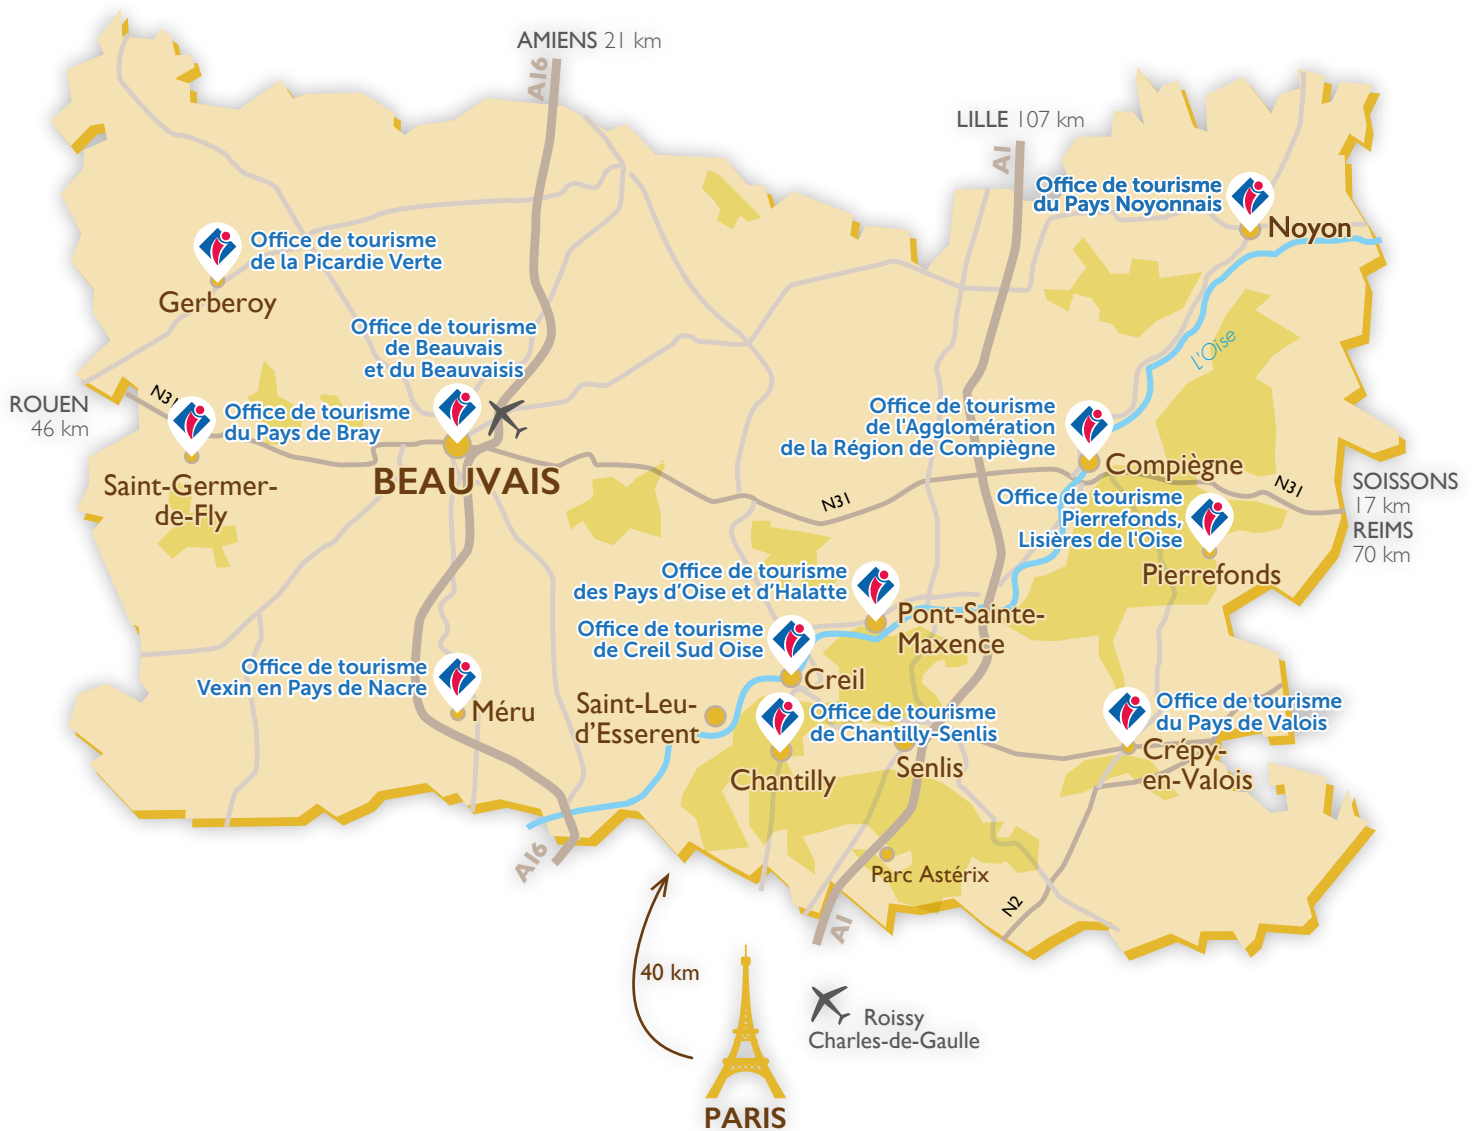 AMIENS 21 km
A16
LILLE 107 km
A1
Office de tourisme
du Pays Noyonnais
Noyon
Office de tourisme
de la Picardie Verte
Gerberoy
Office de tourisme
de Beauvais
et du Beauvaisis
l'Oise
ROUEN
46 km
N31
Office de tourisme
du Pays de Bray
Office de tourisme
de l'Agglomération
de la Région de Compiègne
Compiègne
BEAUVAIS
Saint-Germer-
de-Fly
N31
N31
SOISSONS
17 km
REIMS
70 km
Office de tourisme
Pierrefonds,
Lisières de l'Oise
Pierrefonds
Office de tourisme
des Pays d’Oise et d’Halatte
Pont-Sainte-
Maxence
Office de tourisme
de Creil Sud Oise
Creil
Office de tourisme
Vexin en Pays de Nacre
Méru
Saint-Leu-
d’Esserent
Office de tourisme
de Chantilly-Senlis
Office de tourisme
du Pays de Valois
Crépy-
en-Valois
Chantilly
Senlis
A16
Parc Astérix
N2
A1
40 km
Roissy
Charles-de-Gaulle
PARIS